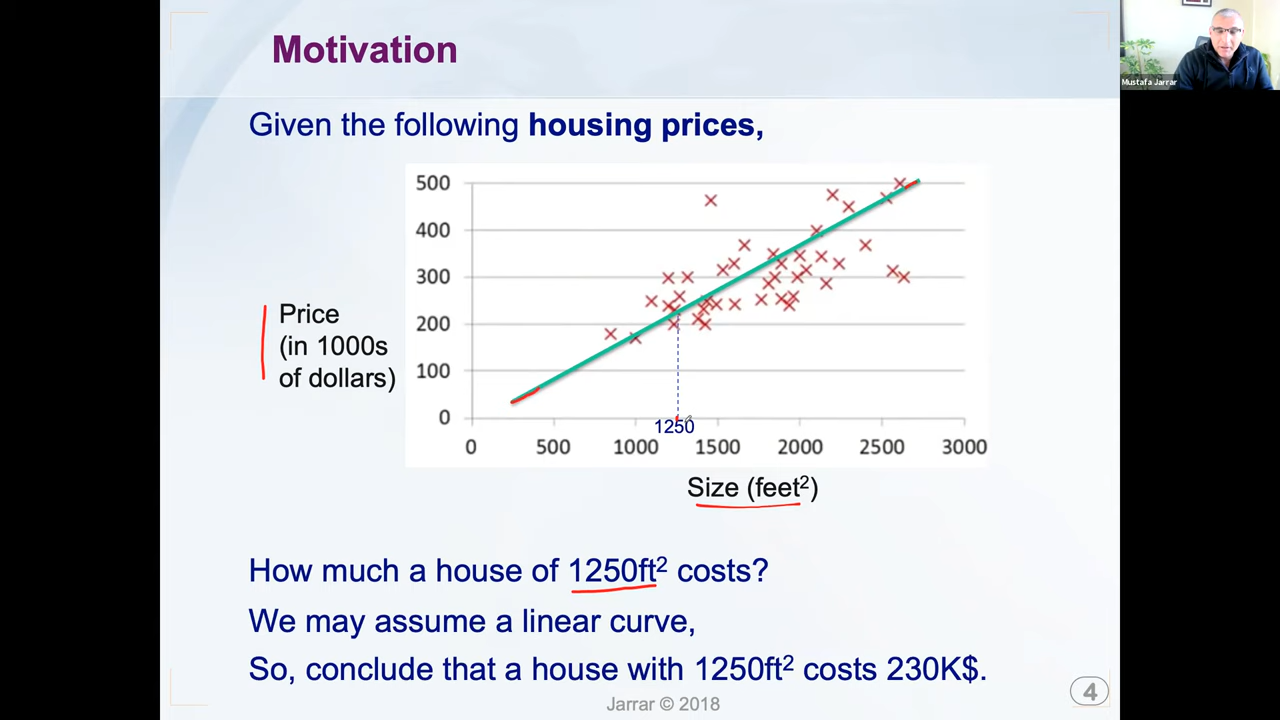 Motivation
Mustafa Jarrar
Given the following housing prices,
500
400
300
200
100
0
Price
(in 1000s
of dollars)
1250
0 500 1000 1500 2000 2500 3000
Size (feet²)
How much a house of 1250ft² costs?
We may assume a linear curve,
So, conclude that a house with 1250ft² costs 230K$.
Jarrar © 2018
4